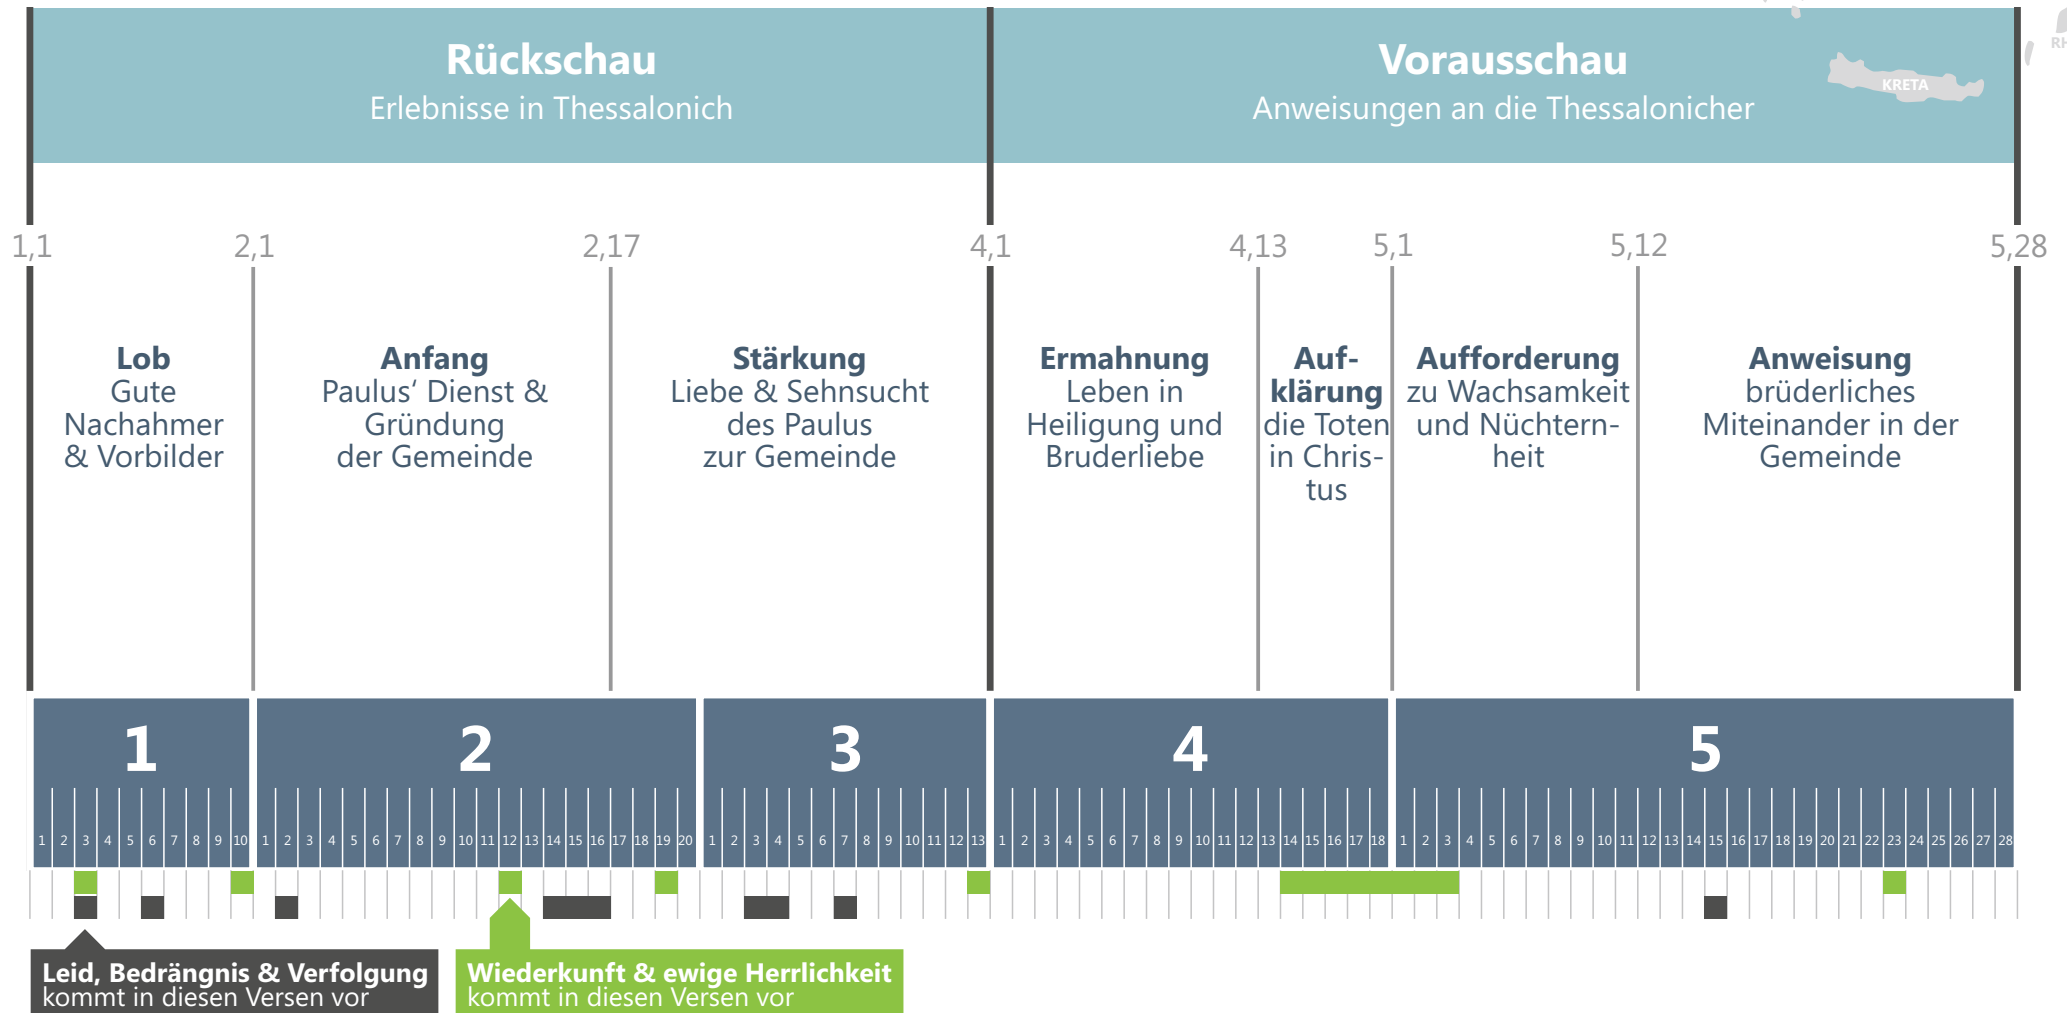 Rückschau
Erlebnisse in Thessalonich
Vorausschau
Anweisungen an die Thessalonicher
KRETA
RH
1,1
2,1
2,17
4,1
4,13
5,1
5,12
5,28
Lob
Gute
Nachahmer
& Vorbilder
Anfang
Paulus‘ Dienst &
Gründung
der Gemeinde
Stärkung
Liebe & Sehnsucht
des Paulus
zur Gemeinde
Ermahnung
Leben in
Heiligung und
Bruderliebe
Auf-
klärung
die Toten
in Chris-
tus
Aufforderung
zu Wachsamkeit
und Nüchtern-
heit
Anweisung
brüderliches
Miteinander in der
Gemeinde
1
2
3
4
5
1 2 3 4 5 6 7 8 9 10
1 2 3 4 5 6 7 8 9 10 11 12 13 14 15 16 17 18 19 20
1 2 3 4 5 6 7 8 9 10 11 12 13
1 2 3 4 5 6 7 8 9 10 11 12 13 14 15 16 17 18
1 2 3 4 5 6 7 8 9 10 11 12 13 14 15 16 17 18 19 20 21 22 23 24 25 26 27 28
Leid, Bedrängnis & Verfolgung
kommt in diesen Versen vor
Wiederkunft & ewige Herrlichkeit
kommt in diesen Versen vor